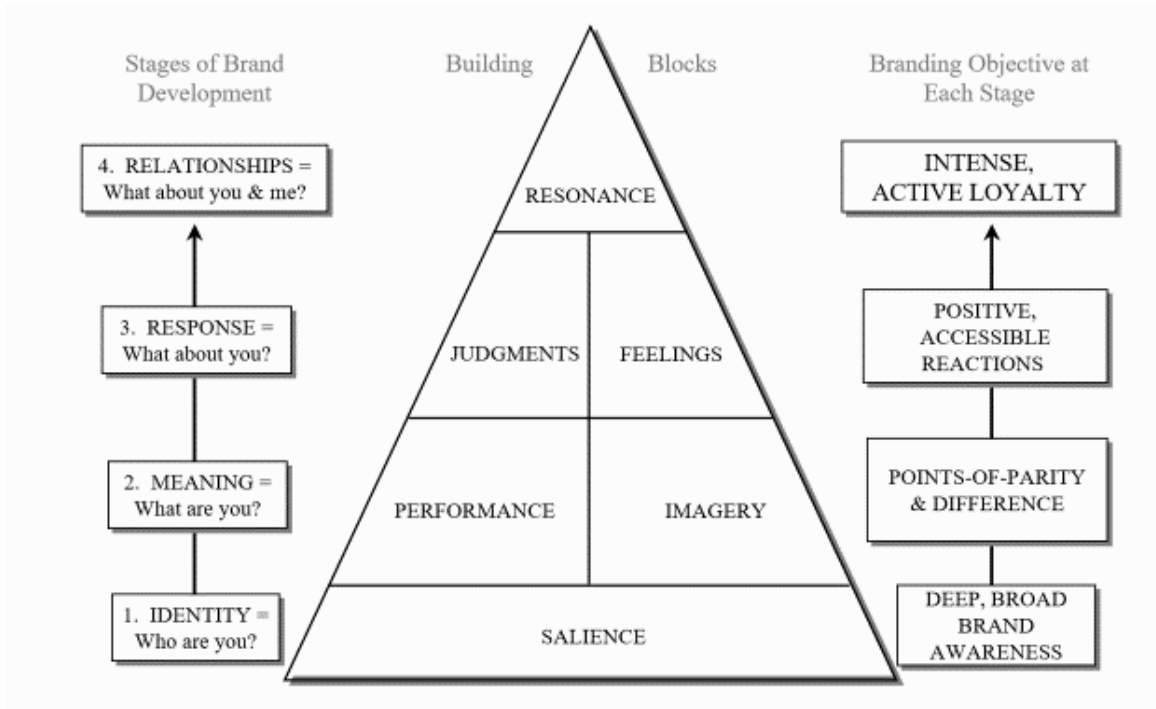 Stages of Brand
Development
Building
Blocks
Branding Objective at
Each Stage
4. RELATIONSHIPS =
What about you & me?
3. RESPONSE =
What about you?
2. MEANING =
What are you?
1. IDENTITY =
Who are you?
RESONANCE
JUDGMENTS
FEELINGS
PERFORMANCE
IMAGERY
SALIENCE
INTENSE,
ACTIVE LOYALTY
POSITIVE,
ACCESSIBLE
REACTIONS
POINTS-OF-PARITY
& DIFFERENCE
DEEP, BROAD
BRAND
AWARENESS